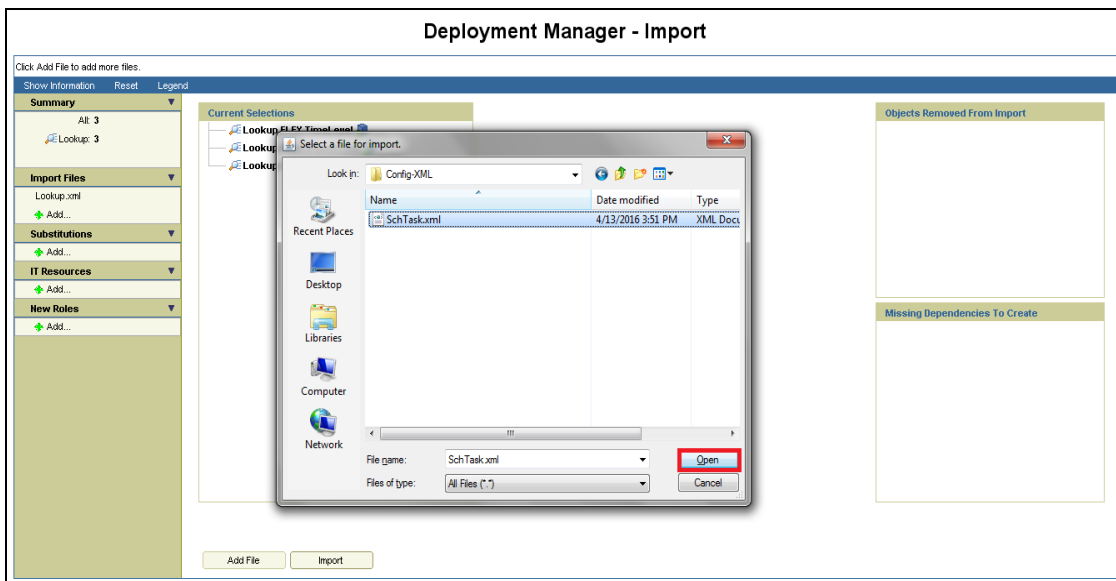 Deployment Manager - Import
Click Add File to add more files.
Show Information Reset Legend
Summary
All: 3
Lookup: 3
Import Files
Lookup.xml
Add...
Substitutions
Add...
IT Resources
Add...
New Roles
Add...
Current Selections
Lookup.FLEX.TimeLevel
Lookup
Lookup
Select a file for import.
Look in: Config-XML
Recent Places
Desktop
Libraries
Computer
Network
Name Date modified Type
SchTask.xml 4/13/2016 3:51 PM XML Docu
File name: SchTask.xml Open
Files of type: All Files (*.*) Cancel
Objects Removed From Import
Missing Dependencies To Create
Add File Import